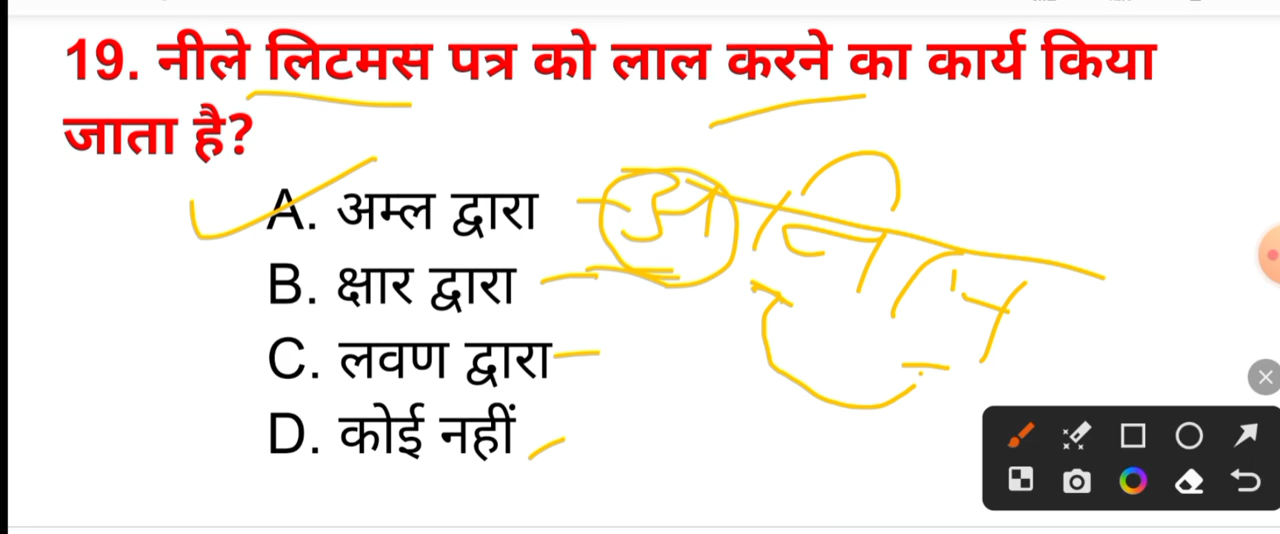 19. नीले लिटमस पत्र को लाल करने का कार्य किया
जाता है?
A. अम्ल द्वारा
B. क्षार द्वारा
C. लवण द्वारा
D. कोई नहीं